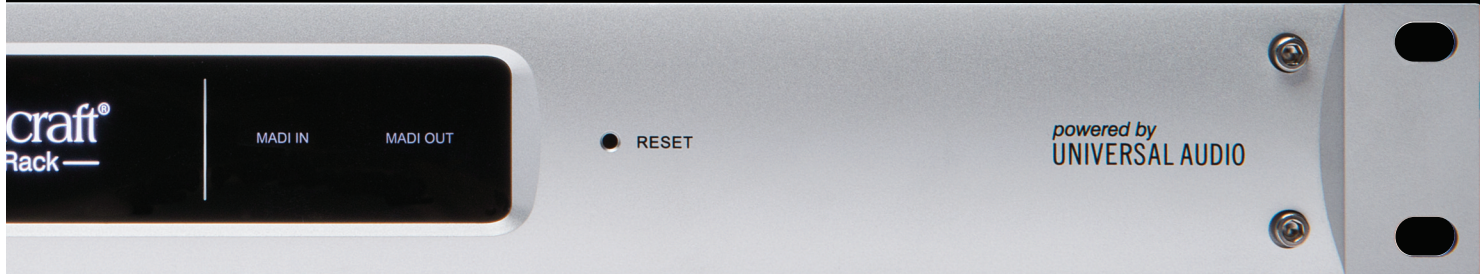 craft®
Rack
MADI IN
MADI OUT
RESET
powered by
UNIVERSAL AUDIO